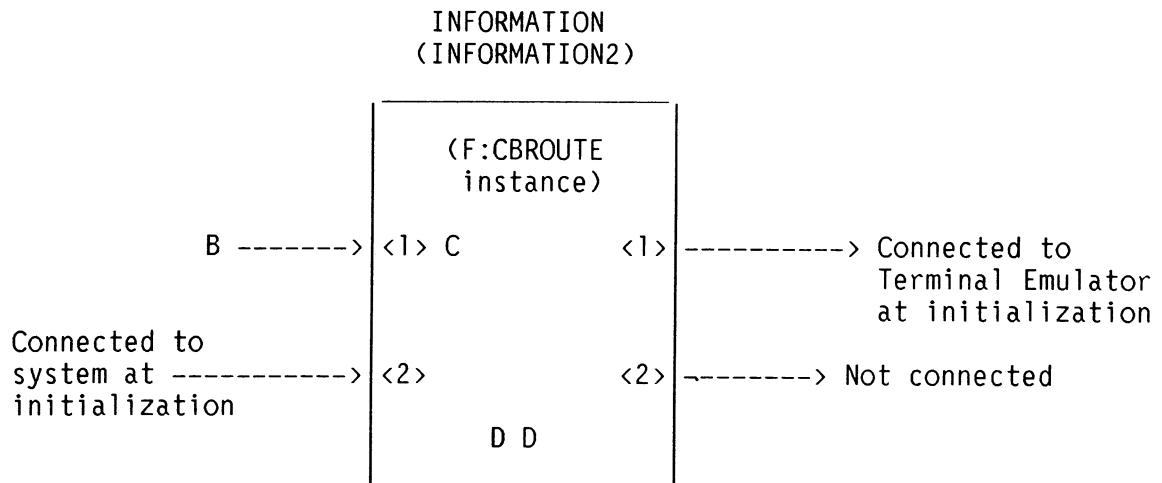 INFORMATION
(INFORMATION2)
(F:CBROUTE
instance)
B -------> <1> C <1> ----------> Connected to
Terminal Emulator
at initialization
Connected to
system at -----------> <2> <2> --------> Not connected
initialization
D D